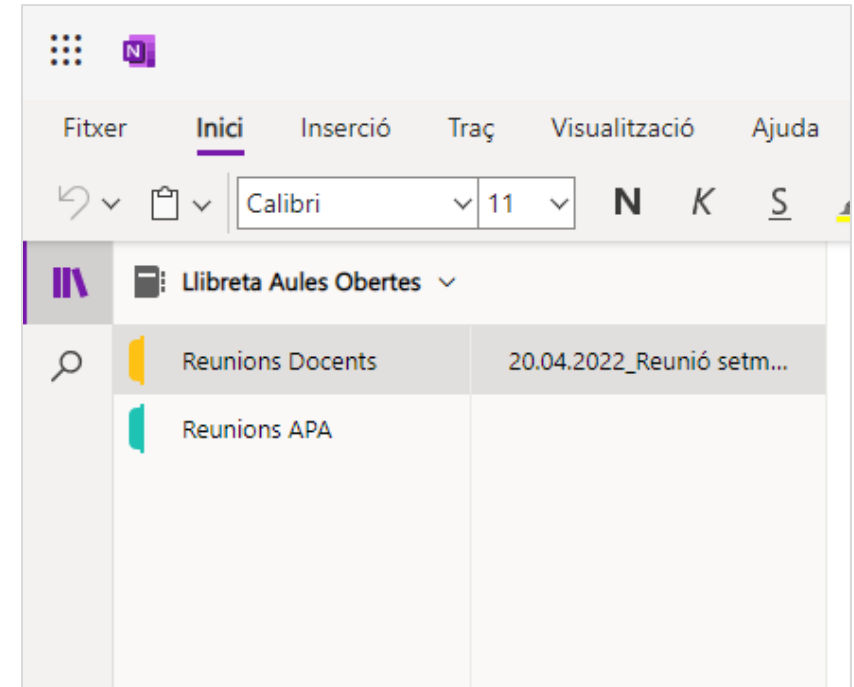 N
Fitxer Inici Inserció Traç Visualització Ajuda
Calibri 11 N K S
Llibreta Aules Obertes
Reunions Docents 20.04.2022_Reunió setm...
Reunions APA